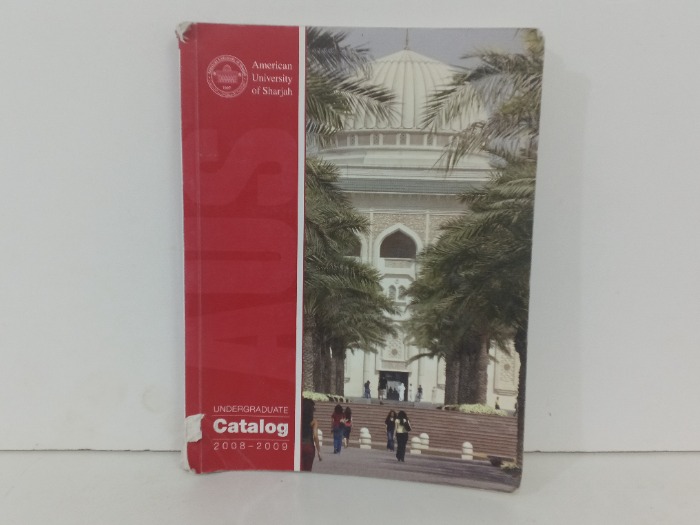 American
University
of Sharjah
AUS
UNDERGRADUATE
Catalog
2008-2009